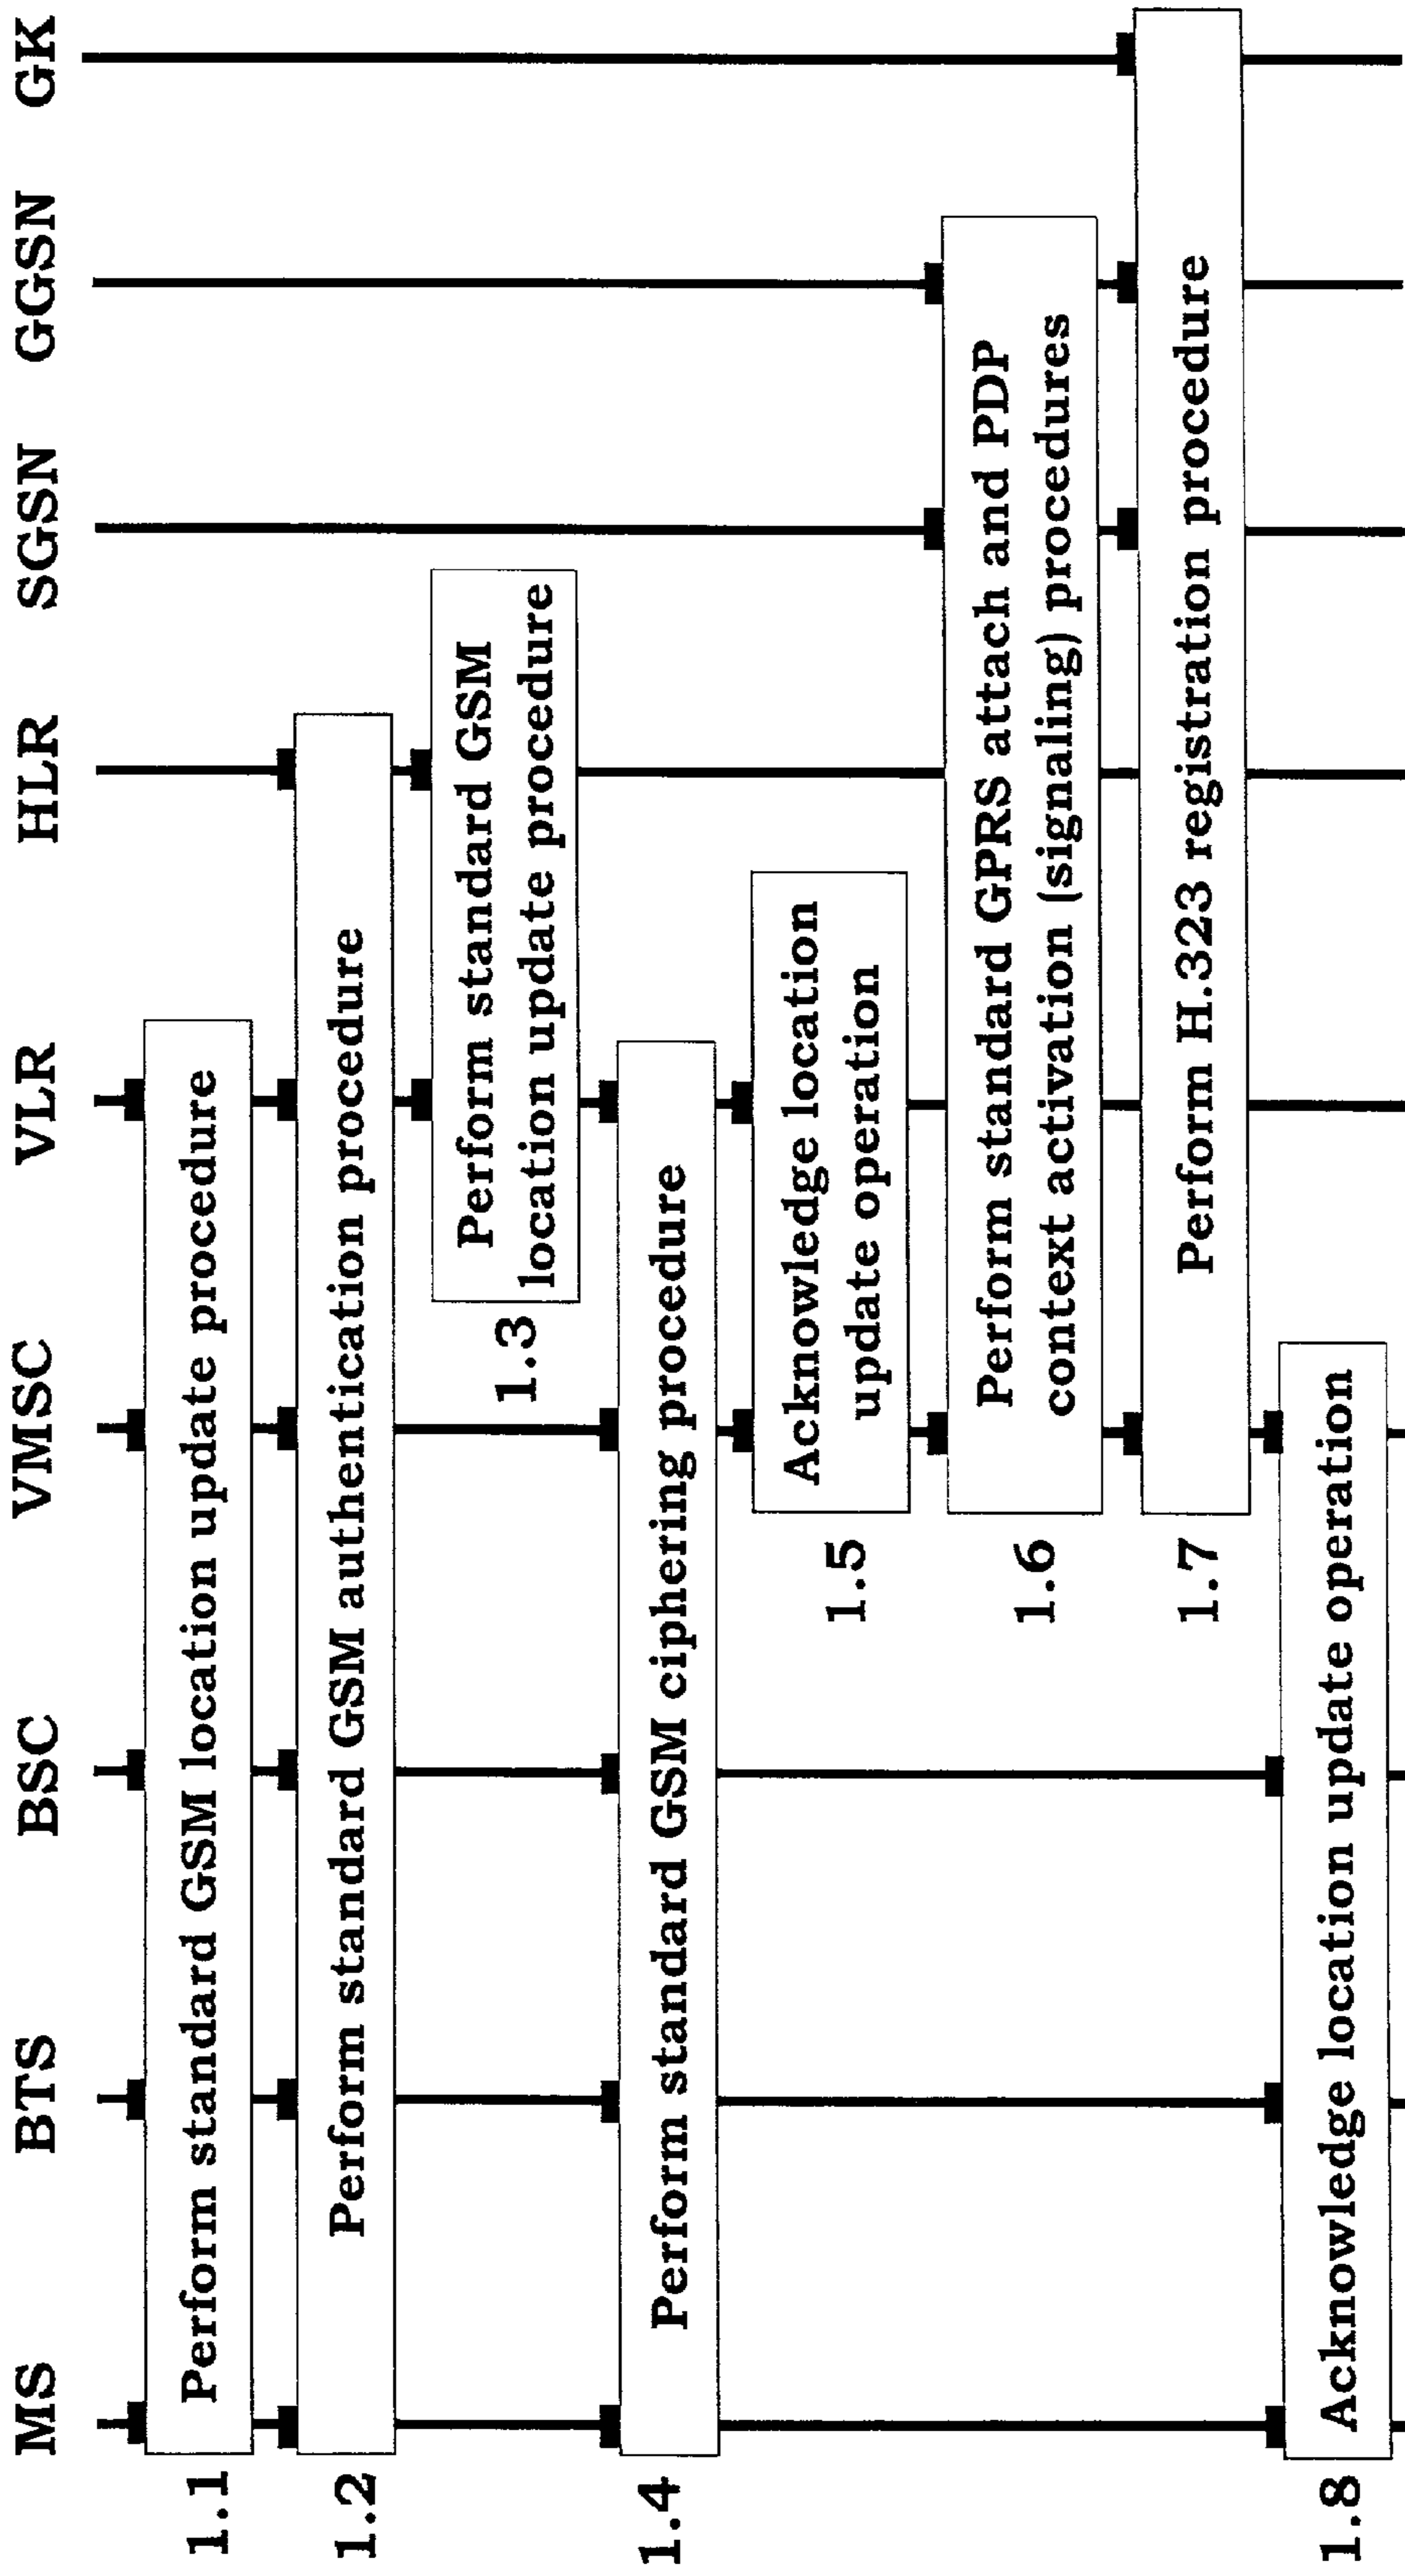 MS BTS BSC VMSC VLR HLR SGSN GGSN GK
1.1 Perform standard GSM location update procedure
1.2 Perform standard GSM authentication procedure
1.3 Perform standard GSM
location update procedure
1.4 Perform standard GSM ciphering procedure
1.5 Acknowledge location
update operation
1.6 Perform standard GPRS attach and PDP
context activation (signaling) procedures
1.7 Perform H.323 registration procedure
1.8 Acknowledge location update operation